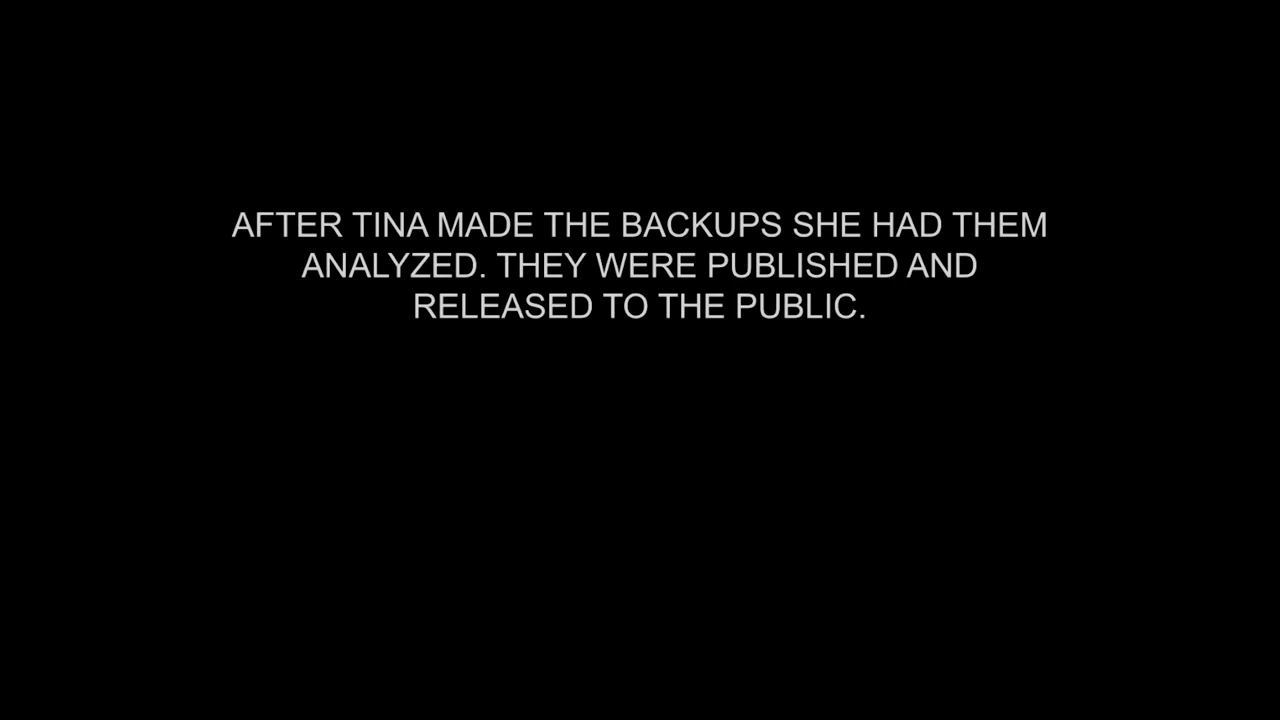 AFTER TINA MADE THE BACKUPS SHE HAD THEM
ANALYZED. THEY WERE PUBLISHED AND
RELEASED TO THE PUBLIC.